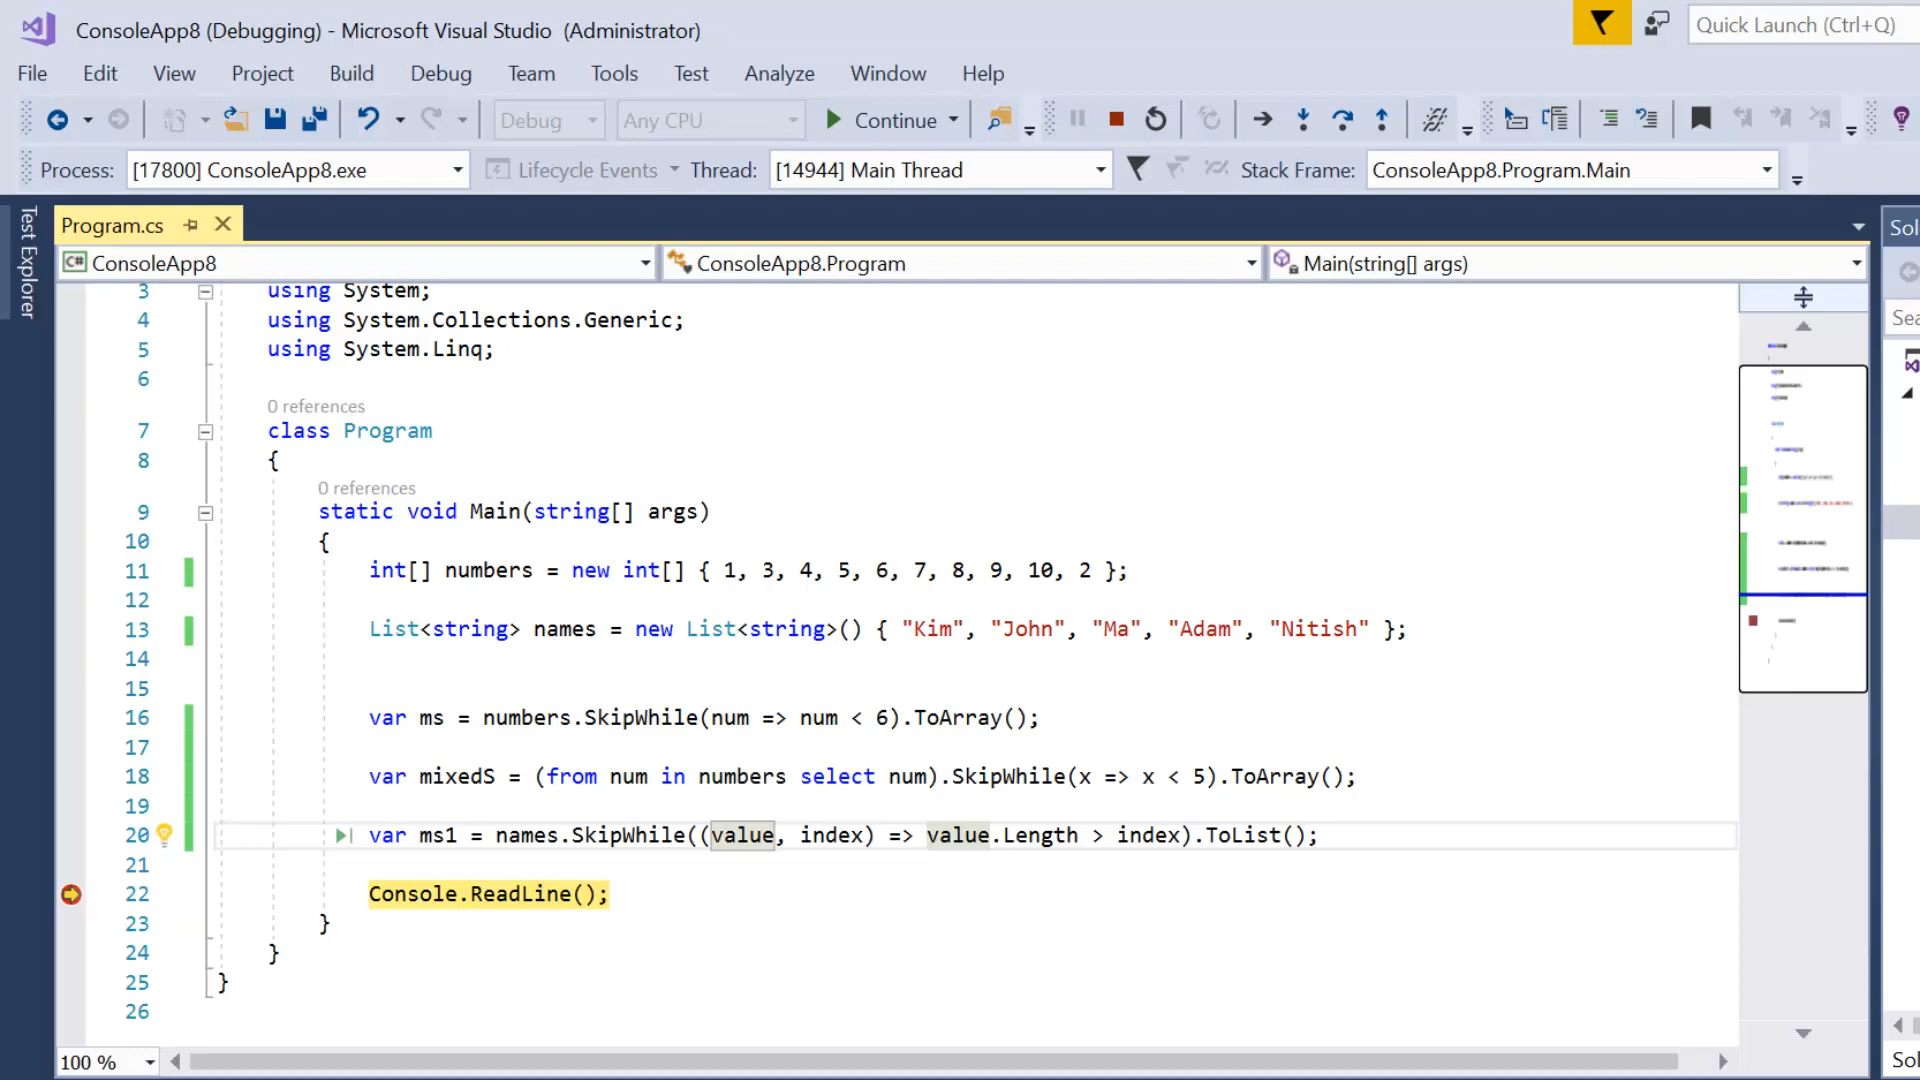 ConsoleApp8 (Debugging) - Microsoft Visual Studio (Administrator)
Quick Launch (Ctrl+Q)
File Edit View Project Build Debug Team Tools Test Analyze Window Help
Debug Any CPU Continue
Process: [17800] ConsoleApp8.exe Lifecycle Events Thread: [14944] Main Thread Stack Frame: ConsoleApp8.Program.Main
Test Explorer
Program.cs
Sol
C# ConsoleApp8 ConsoleApp8.Program Main(string[] args)
Sea
3 using System;
4 using System.Collections.Generic;
5 using System.Linq;
6
0 references
7 class Program
8 {
0 references
9 static void Main(string[] args)
10 {
11 int[] numbers = new int[] { 1, 3, 4, 5, 6, 7, 8, 9, 10, 2 };
12
13 List<string> names = new List<string>() { "Kim", "John", "Ma", "Adam", "Nitish" };
14
15
16 var ms = numbers.SkipWhile(num => num < 6).ToArray();
17
18 var mixedS = (from num in numbers select num).SkipWhile(x => x < 5).ToArray();
19
20 var ms1 = names.SkipWhile((value, index) => value.Length > index).ToList();
21
22 Console.ReadLine();
23 }
24 }
25 }
26
100 %
Sol